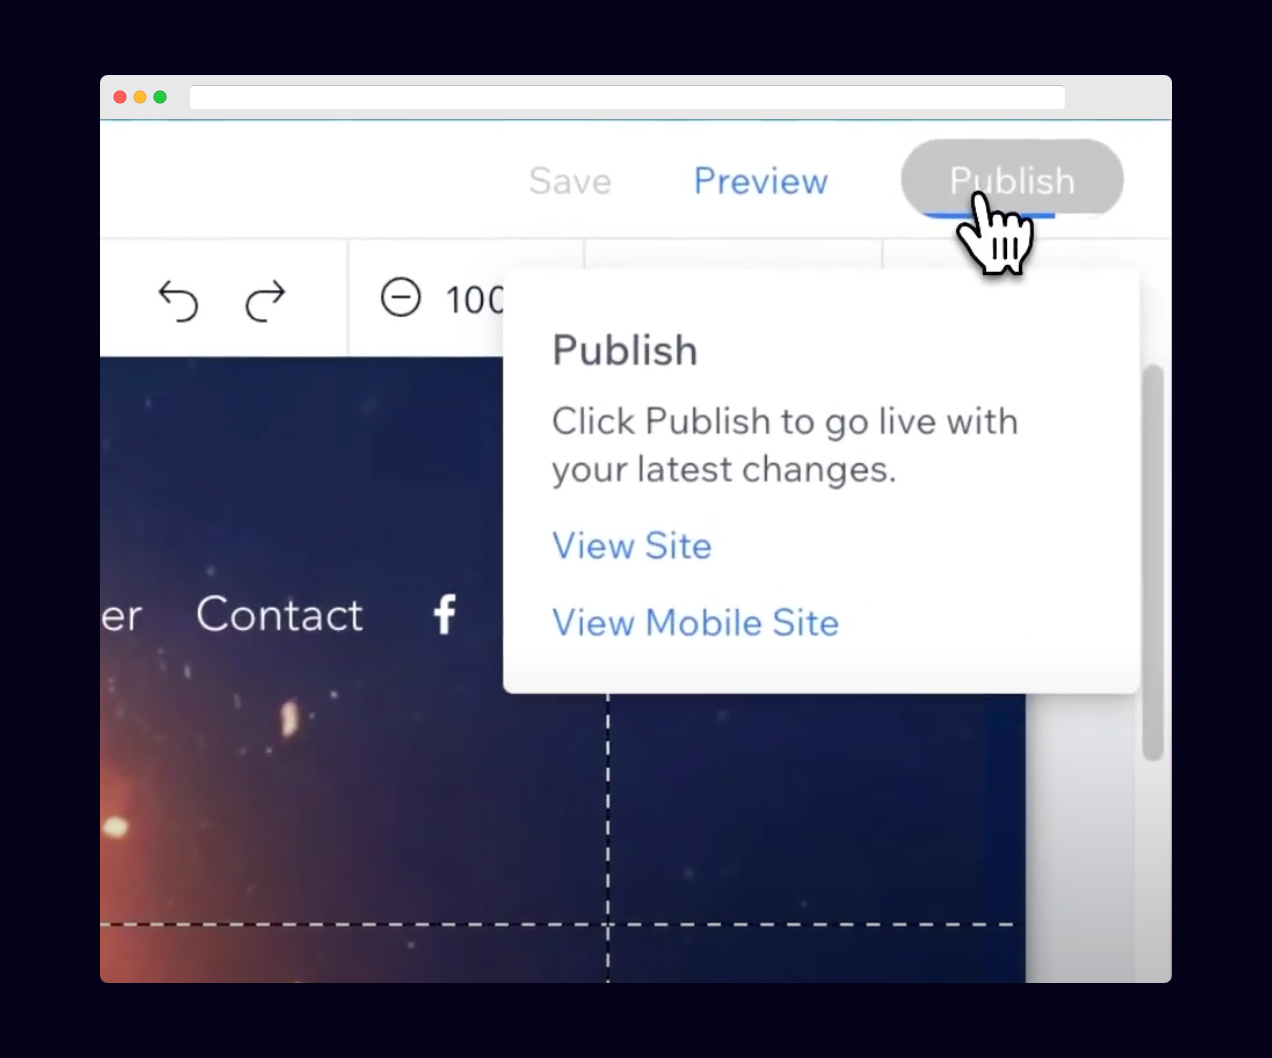 Save Preview Publish
100
Publish
Click Publish to go live with
your latest changes.
View Site
View Mobile Site
er Contact f